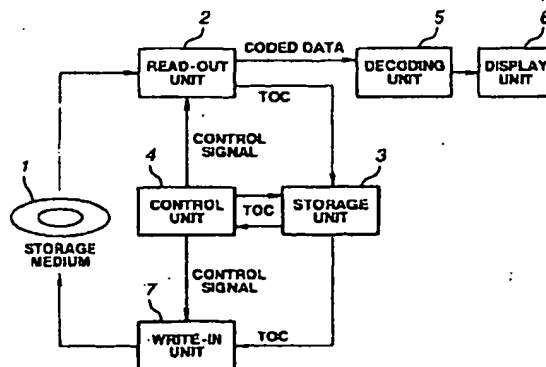 2
READ-OUT
UNIT
CODED DATA
5
DECODING
UNIT
6
DISPLAY
UNIT
TOC
CONTROL
SIGNAL
1
STORAGE
MEDIUM
4
CONTROL
UNIT
TOC
3
STORAGE
UNIT
CONTROL
SIGNAL
7
WRITE-IN
UNIT
TOC